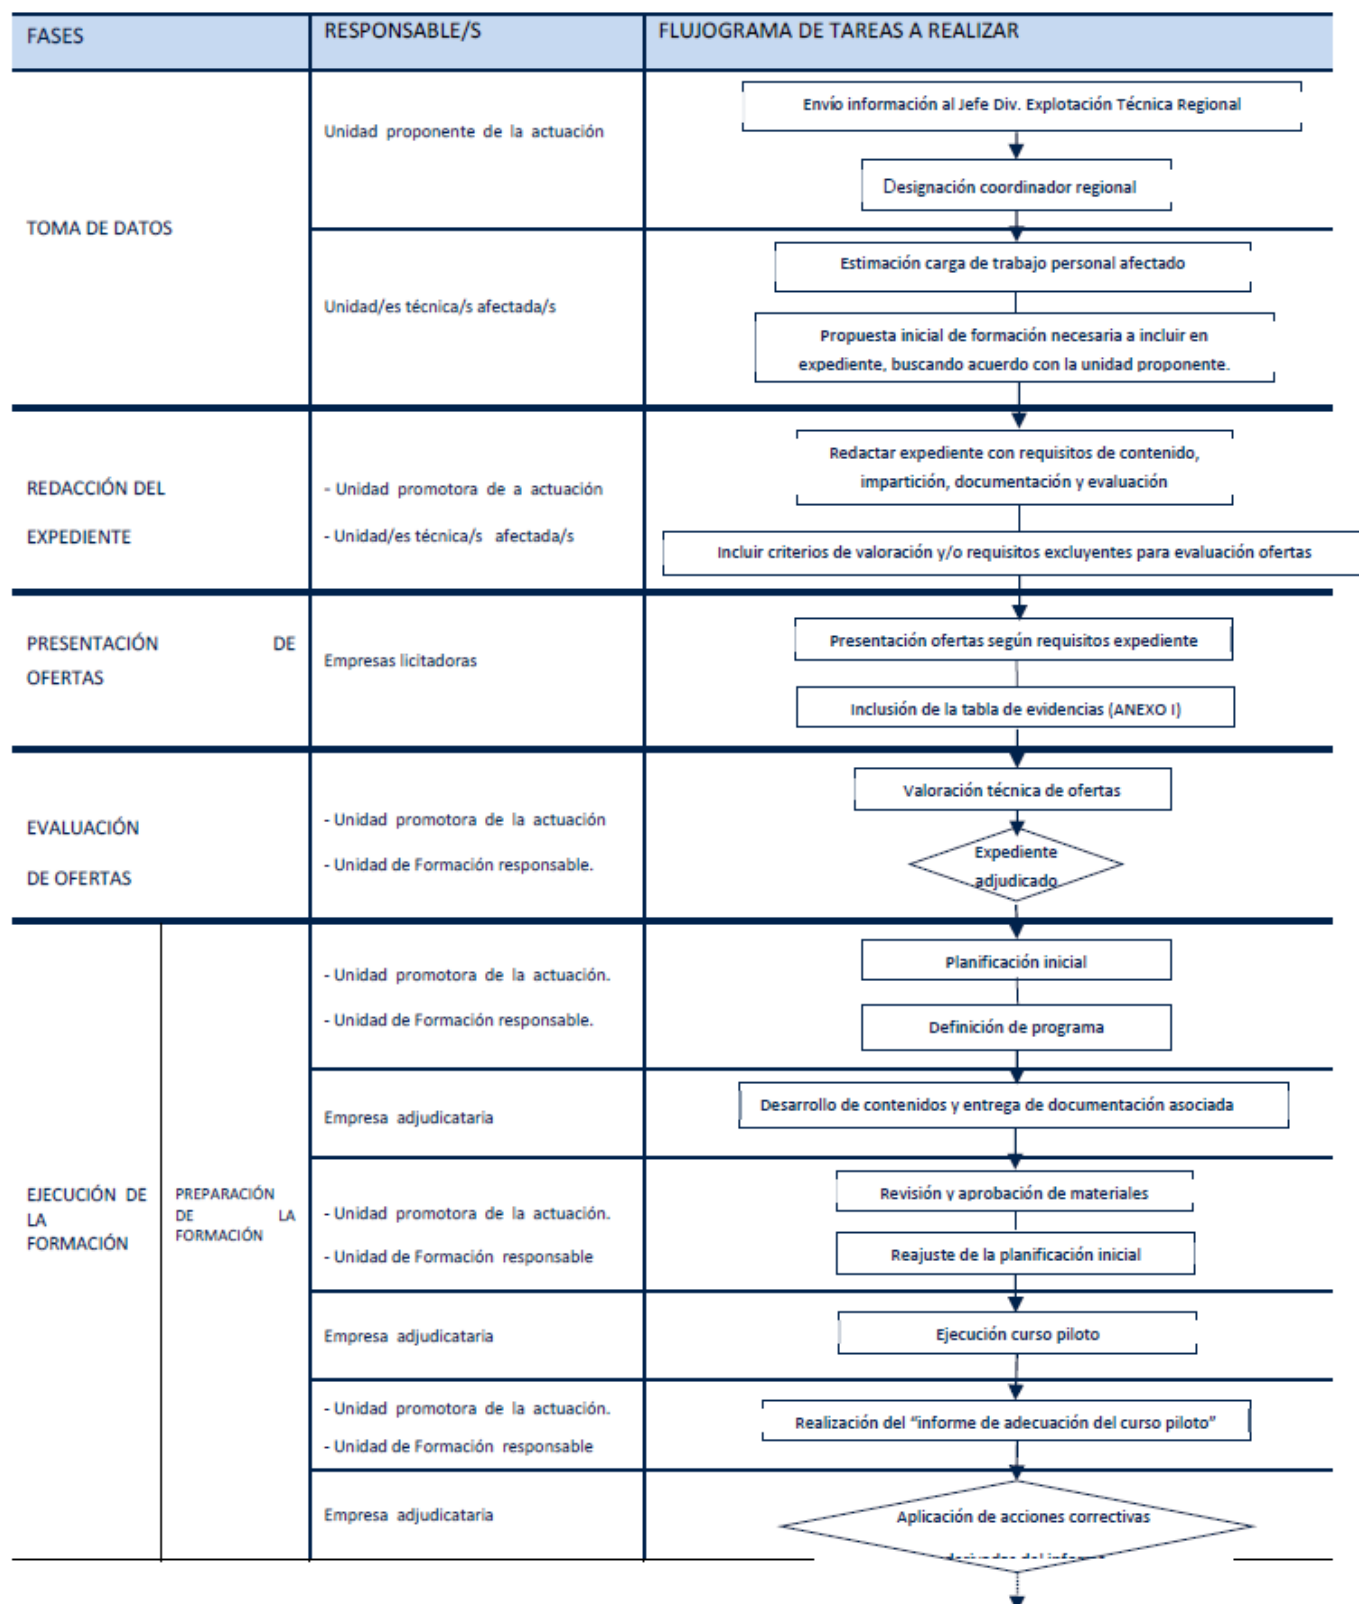 FASES
RESPONSABLE/S
FLUJOGRAMA DE TAREAS A REALIZAR
TOMA DE DATOS
Unidad proponente de la actuación
Envío información al Jefe Div. Explotación Técnica Regional
Designación coordinador regional
Unidad/es técnica/s afectada/s
Estimación carga de trabajo personal afectado
Propuesta inicial de formación necesaria a incluir en
expediente, buscando acuerdo con la unidad proponente.
REDACCIÓN DEL
EXPEDIENTE
- Unidad promotora de a actuación
- Unidad/es técnica/s afectada/s
Redactar expediente con requisitos de contenido,
impartición, documentación y evaluación
Incluir criterios de valoración y/o requisitos excluyentes para evaluación ofertas
PRESENTACIÓN DE
OFERTAS
Empresas licitadoras
Presentación ofertas según requisitos expediente
Inclusión de la tabla de evidencias (ANEXO I)
EVALUACIÓN
DE OFERTAS
- Unidad promotora de la actuación
- Unidad de Formación responsable.
Valoración técnica de ofertas
Expediente
adjudicado
EJECUCIÓN DE
LA
FORMACIÓN
PREPARACIÓN
DE LA
FORMACIÓN
- Unidad promotora de la actuación.
- Unidad de Formación responsable.
Planificación inicial
Definición de programa
Empresa adjudicataria
Desarrollo de contenidos y entrega de documentación asociada
- Unidad promotora de la actuación.
- Unidad de Formación responsable
Revisión y aprobación de materiales
Reajuste de la planificación inicial
Empresa adjudicataria
Ejecución curso piloto
- Unidad promotora de la actuación.
- Unidad de Formación responsable
Realización del “informe de adecuación del curso piloto”
Empresa adjudicataria
Aplicación de acciones correctivas